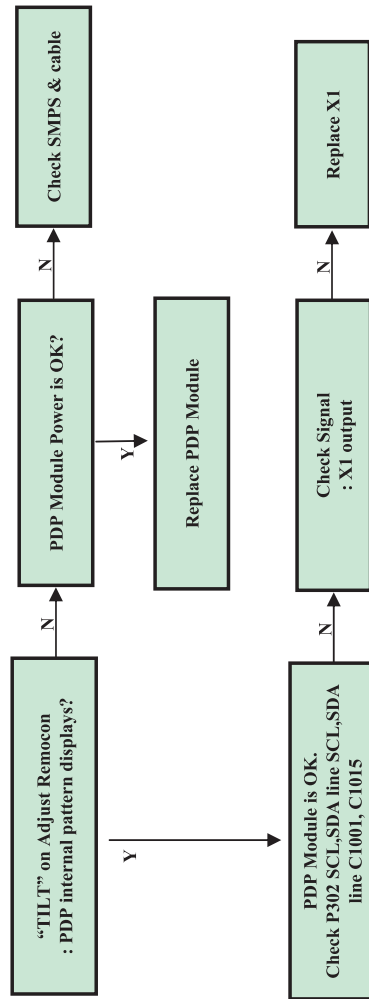 “TILT” on Adjust Remocon
: PDP internal pattern displays?
N
PDP Module Power is OK?
N
Check SMPS & cable
Y
Replace PDP Module
Y
PDP Module is OK.
Check P302 SCL,SDA line SCL,SDA
line C1001, C1015
N
Check Signal
: X1 output
N
Replace X1